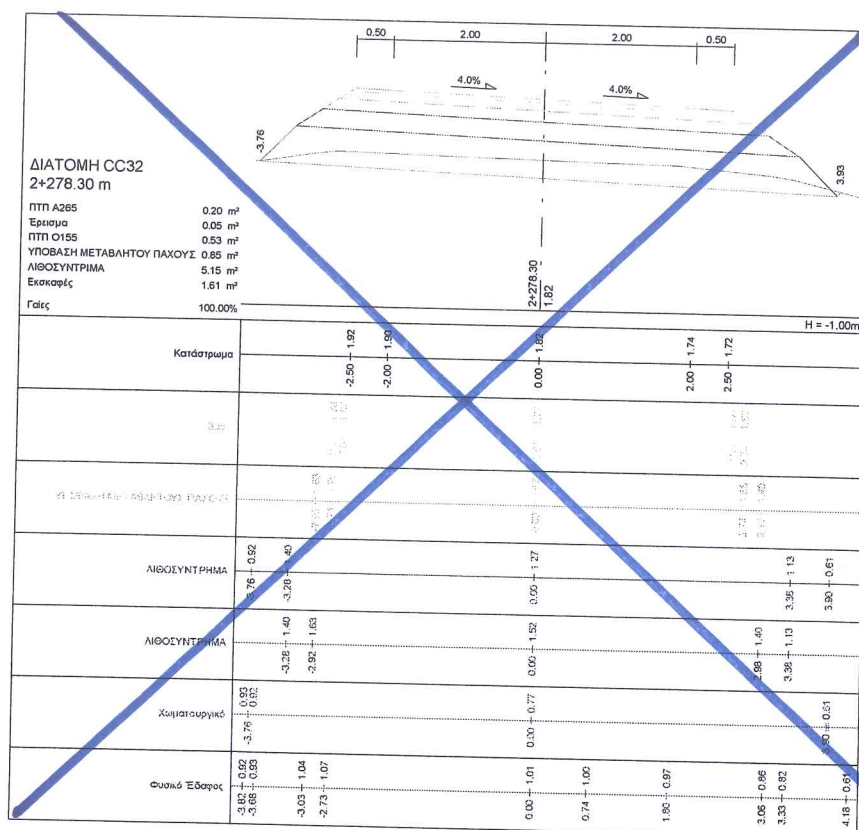 0.50 2.00 2.00 0.50
4.0% 4.0%
-3.76
3.93
ΔΙΑΤΟΜΗ CC32
2+278.30 m
ΠΤΠ Α265 0.20 m²
Έρεισμα 0.05 m²
ΠΤΠ Ο155 0.53 m²
ΥΠΟΒΑΣΗ ΜΕΤΑΒΛΗΤΟΥ ΠΑΧΟΥΣ 0.85 m²
ΛΙΘΟΣΥΝΤΡΙΜΑ 5.15 m²
Εκσκαφές 1.61 m²
Γαίες 100.00%
2+278.30
1.82
H = -1.00m
Κατάστρωμα
-2.50 1.92
-2.00 1.90
0.00 1.82
2.00 1.74
2.50 1.72
ΛΙΘΟΣΥΝΤΡΗΜΑ
-3.76 0.92
-3.28 1.40
0.00 1.27
3.38 1.13
3.90 0.61
ΛΙΘΟΣΥΝΤΡΗΜΑ
-3.28 1.40
-2.92 1.63
0.00 1.52
2.98 1.40
3.38 1.13
Χωματουργικό
0.93
-3.76 0.92
0.00 0.77
3.90 0.61
Φυσικό Έδαφος
-3.82 0.92
-3.68 0.93
-3.03 1.04
-2.73 1.07
0.00 1.01
0.74 1.00
1.80 0.97
3.06 0.86
3.33 0.82
4.18 0.61